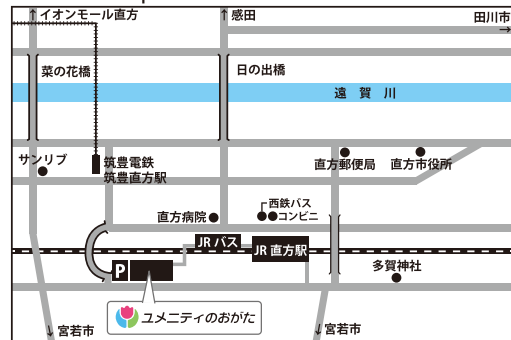 ↑イオンモール直方
↑感田
田川市
→
菜の花橋
日の出橋
遠賀川
サンリブ
筑豊電鉄
筑豊直方駅
直方郵便局
直方市役所
西鉄バス
コンビニ
直方病院
JR バス
JR 直方駅
P
多賀神社
ユメニティのおがた
↓宮若市
↓宮若市